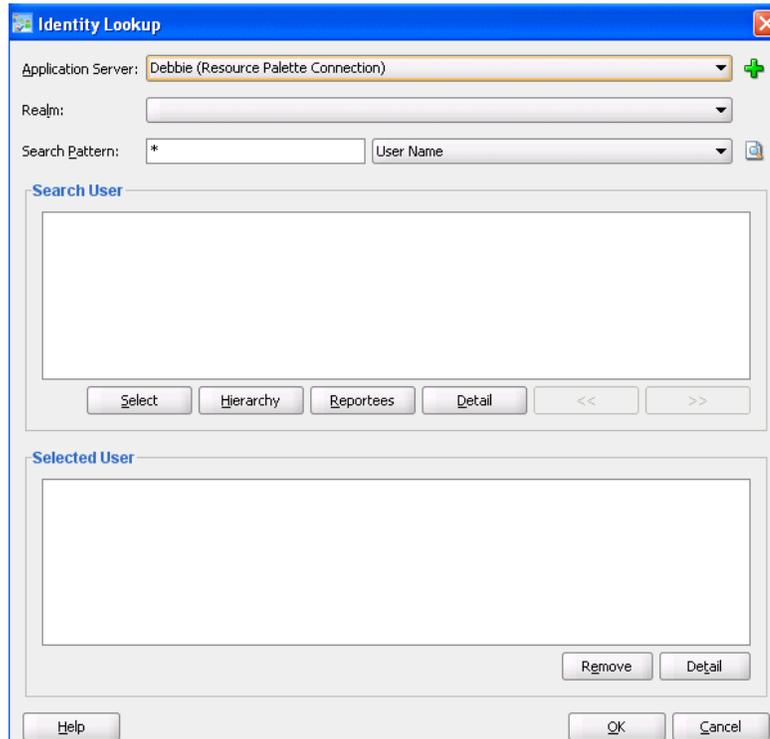 Identity Lookup
Application Server: Debbie (Resource Palette Connection)
Realm:
Search Pattern: * User Name
Search User
Select Hierarchy Reportees Detail << >>
Selected User
Remove Detail
Help OK Cancel